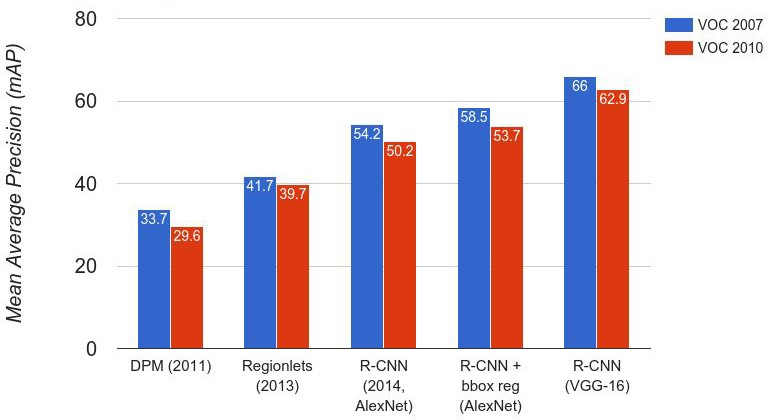 Mean Average Precision (mAP)
80
60
40
20
0
VOC 2007
VOC 2010
33.7
29.6
41.7
39.7
54.2
50.2
58.5
53.7
66
62.9
DPM (2011)
Regionlets
(2013)
R-CNN
(2014,
AlexNet)
R-CNN +
bbox reg
(AlexNet)
R-CNN
(VGG-16)